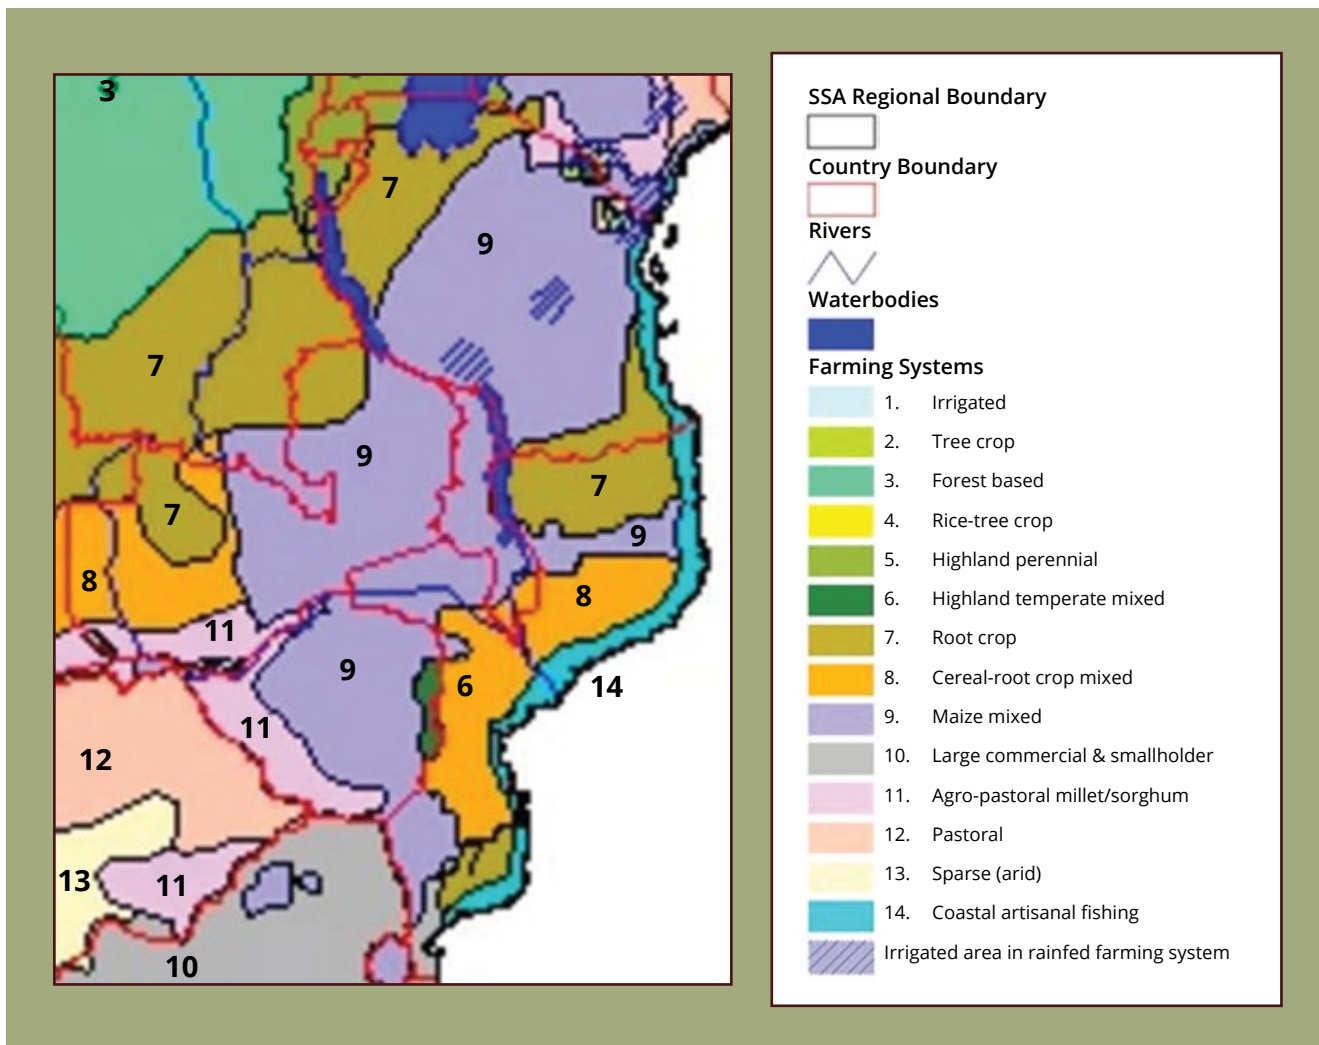 3
7
9
7
9
7
7
9
8
8
11
9
6
14
11
12
13
11
7
10
SSA Regional Boundary
Country Boundary
Rivers
Waterbodies
Farming Systems
1. Irrigated
2. Tree crop
3. Forest based
4. Rice-tree crop
5. Highland perennial
6. Highland temperate mixed
7. Root crop
8. Cereal-root crop mixed
9. Maize mixed
10. Large commercial & smallholder
11. Agro-pastoral millet/sorghum
12. Pastoral
13. Sparse (arid)
14. Coastal artisanal fishing
Irrigated area in rainfed farming system